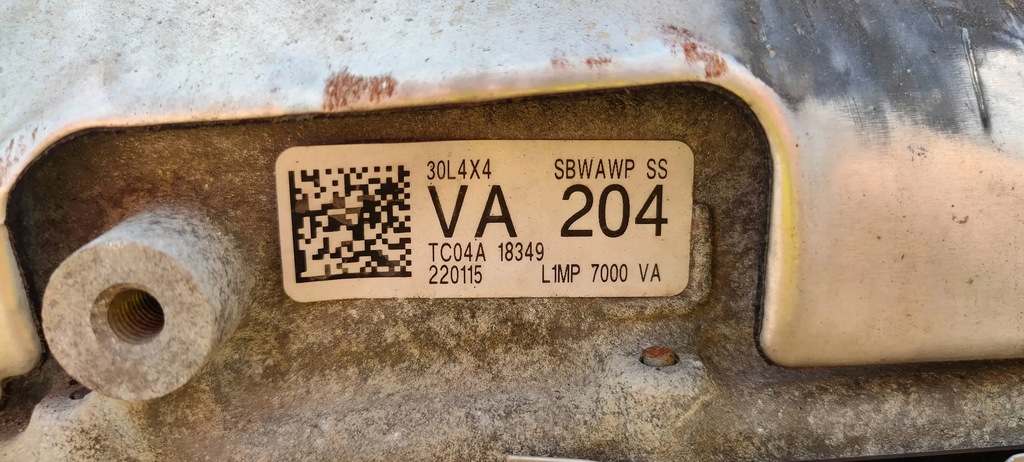 30L4X4 SBWAWP SS
VA 204
TC04A 18349
220115 L1MP 7000 VA